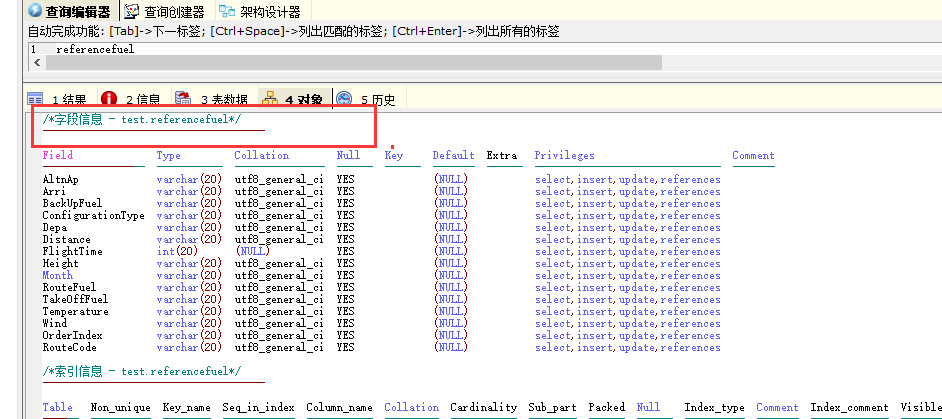 查询编辑器 查询创建器 架构设计器
自动完成功能: [Tab]->下一标签; [Ctrl+Space]->列出匹配的标签; [Ctrl+Enter]->列出所有的标签
1 referencefuel
1 结果 2 信息 3 表数据 4 对象 5 历史
/*字段信息 - test.referencefuel*/
Field Type Collation Null Key Default Extra Privileges Comment
AltnAp varchar(20) utf8_general_ci YES (NULL) select,insert,update,references
Arri varchar(20) utf8_general_ci YES (NULL) select,insert,update,references
BackUpFuel varchar(20) utf8_general_ci YES (NULL) select,insert,update,references
ConfigurationType varchar(20) utf8_general_ci YES (NULL) select,insert,update,references
Depa varchar(20) utf8_general_ci YES (NULL) select,insert,update,references
Distance varchar(20) utf8_general_ci YES (NULL) select,insert,update,references
FlightTime int(20) (NULL) YES (NULL) select,insert,update,references
Height varchar(20) utf8_general_ci YES (NULL) select,insert,update,references
Month varchar(20) utf8_general_ci YES (NULL) select,insert,update,references
RouteFuel varchar(20) utf8_general_ci YES (NULL) select,insert,update,references
TakeOffFuel varchar(20) utf8_general_ci YES (NULL) select,insert,update,references
Temperature varchar(20) utf8_general_ci YES (NULL) select,insert,update,references
Wind varchar(20) utf8_general_ci YES (NULL) select,insert,update,references
OrderIndex varchar(20) utf8_general_ci YES (NULL) select,insert,update,references
RouteCode varchar(20) utf8_general_ci YES (NULL) select,insert,update,references
/*索引信息 - test.referencefuel*/
Table Non_unique Key_name Seq_in_index Column_name Collation Cardinality Sub_part Packed Null Index_type Comment Index_comment Visible